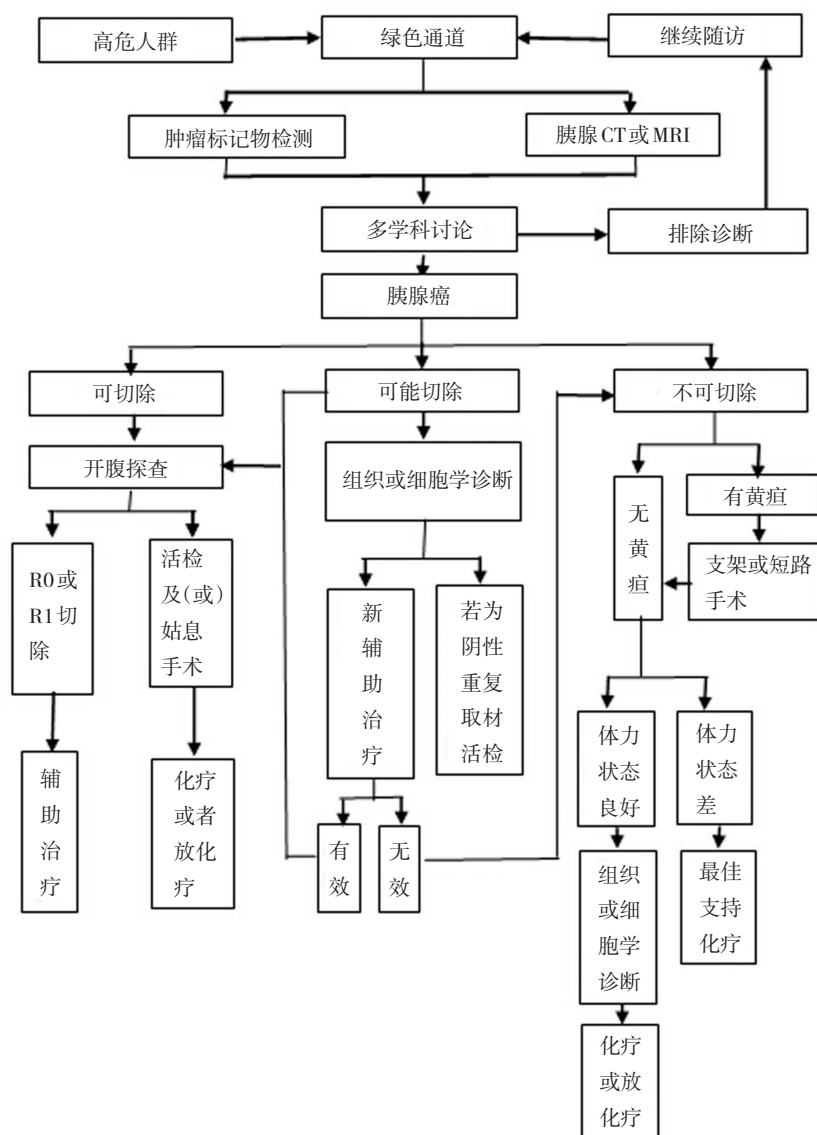 高危人群
绿色通道
继续随访
肿瘤标记物检测
胰腺CT或MRI
多学科讨论
排除诊断
胰腺癌
可切除
可能切除
不可切除
开腹探查
组织或细胞学诊断
无
黄
疸
有黄疸
支架或短路
手术
R0或
R1切
除
活检
及(或)
姑息
手术
新
辅
助
治
疗
若为
阴性
重复
取材
活检
体力
状态
良好
体力
状态
差
辅
助
治
疗
化疗
或者
放化
疗
有
效
无
效
组织
或细
胞学
诊断
最佳
支持
化疗
化疗
或放
化疗